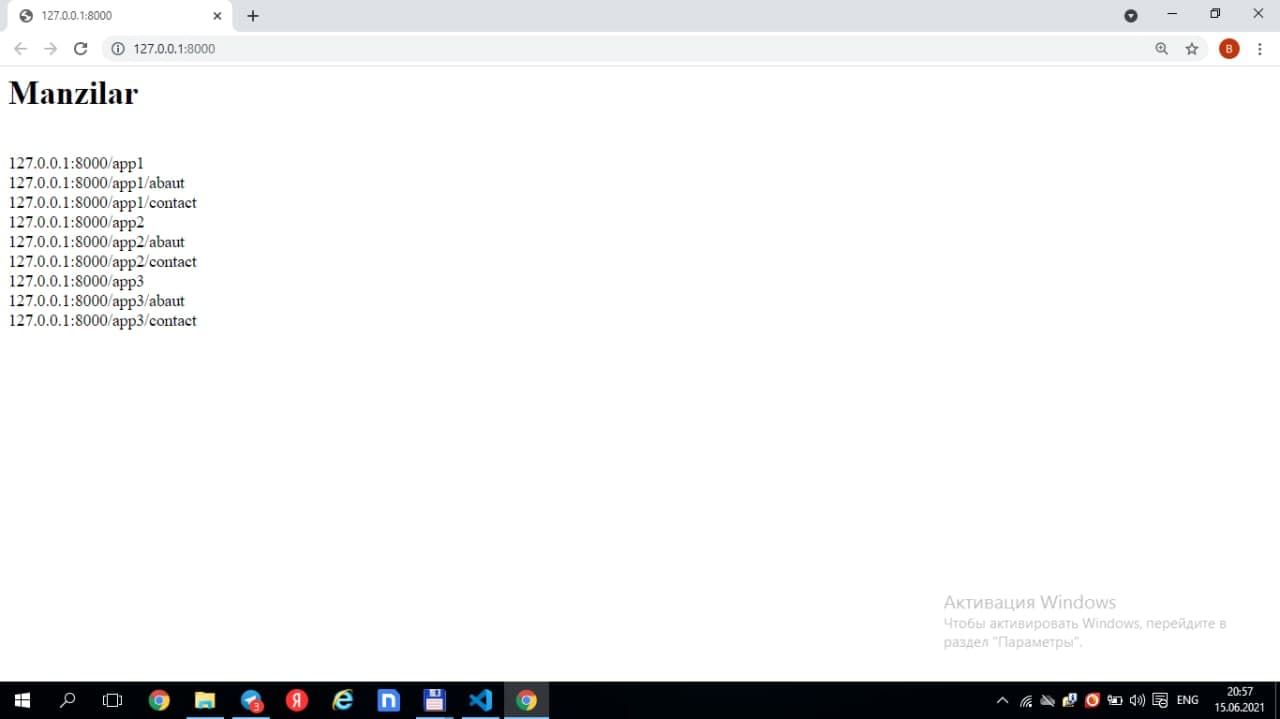 127.0.0.1:8000
127.0.0.1:8000
B
Manzilar
127.0.0.1:8000/app1
127.0.0.1:8000/app1/abaut
127.0.0.1:8000/app1/contact
127.0.0.1:8000/app2
127.0.0.1:8000/app2/abaut
127.0.0.1:8000/app2/contact
127.0.0.1:8000/app3
127.0.0.1:8000/app3/abaut
127.0.0.1:8000/app3/contact
Активация Windows
Чтобы активировать Windows, перейдите в
раздел "Параметры".
3
Я
n
ENG
20:57
15.06.2021